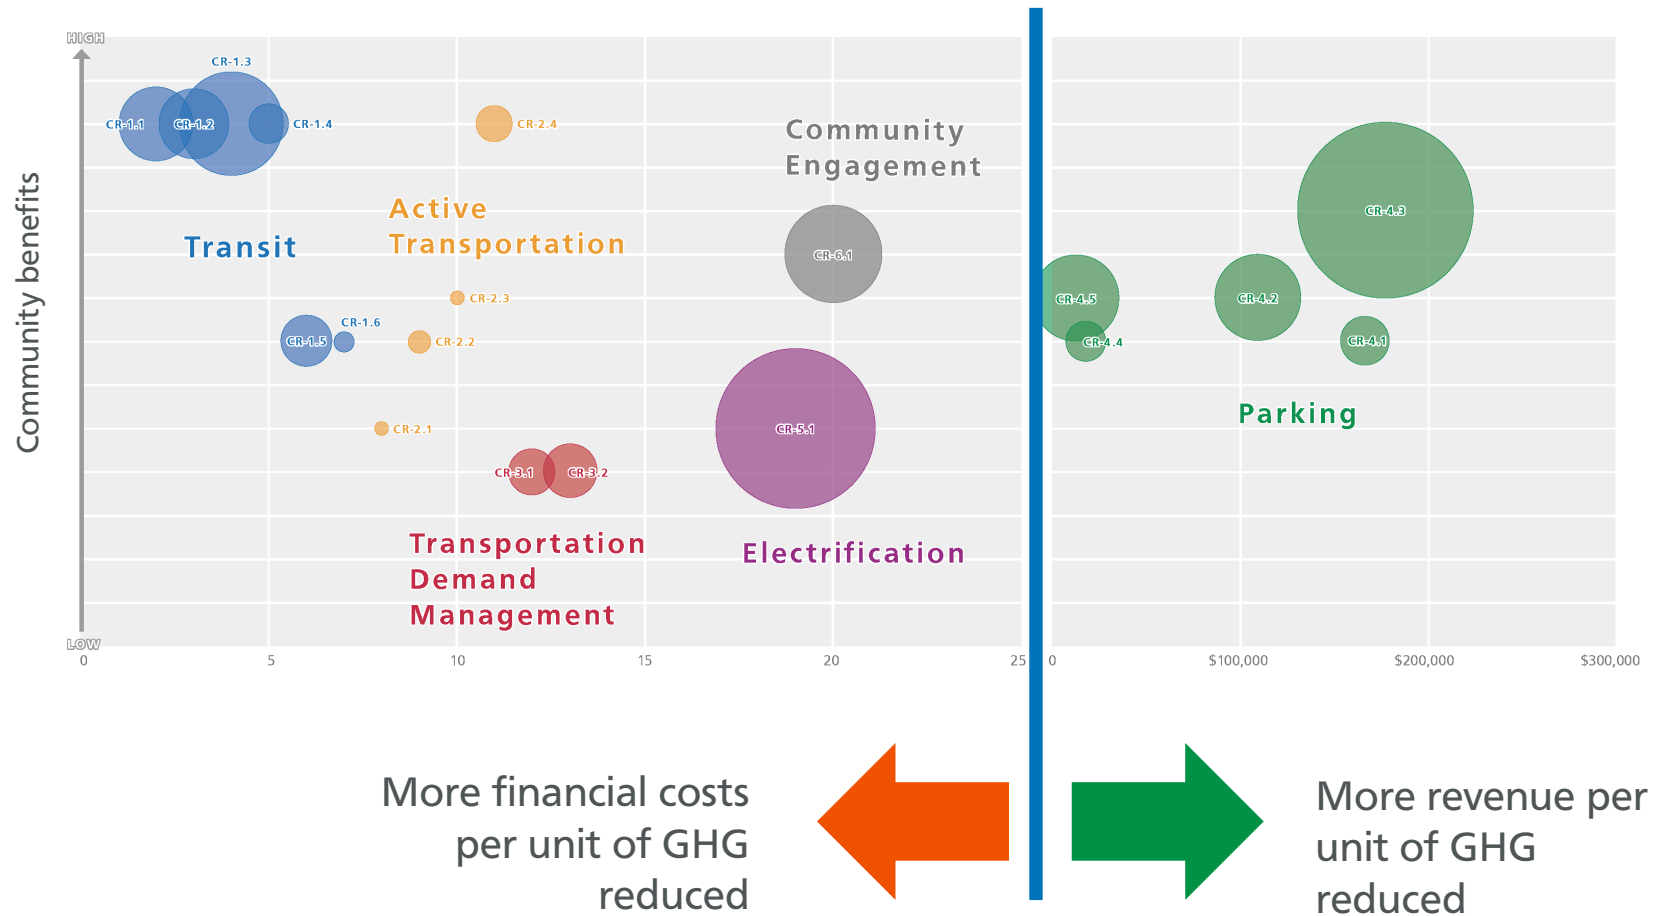 HIGH
CR-1.3
CR-1.1
CR-1.2
CR-1.4
CR-2.4
Community
Engagement
Active
Transportation
Transit
CR-4.3
CR-6.1
CR-2.3
CR-4.5
CR-4.2
CR-1.6
CR-1.5
CR-2.2
CR-4.4
CR-4.1
Parking
CR-2.1
CR-5.1
CR-3.1
CR-3.2
Transportation
Demand
Management
Electrification
Community benefits
LOW
0 5 10 15 20 25 0 $100,000 $200,000 $300,000
More financial costs
per unit of GHG
reduced
More revenue per
unit of GHG
reduced